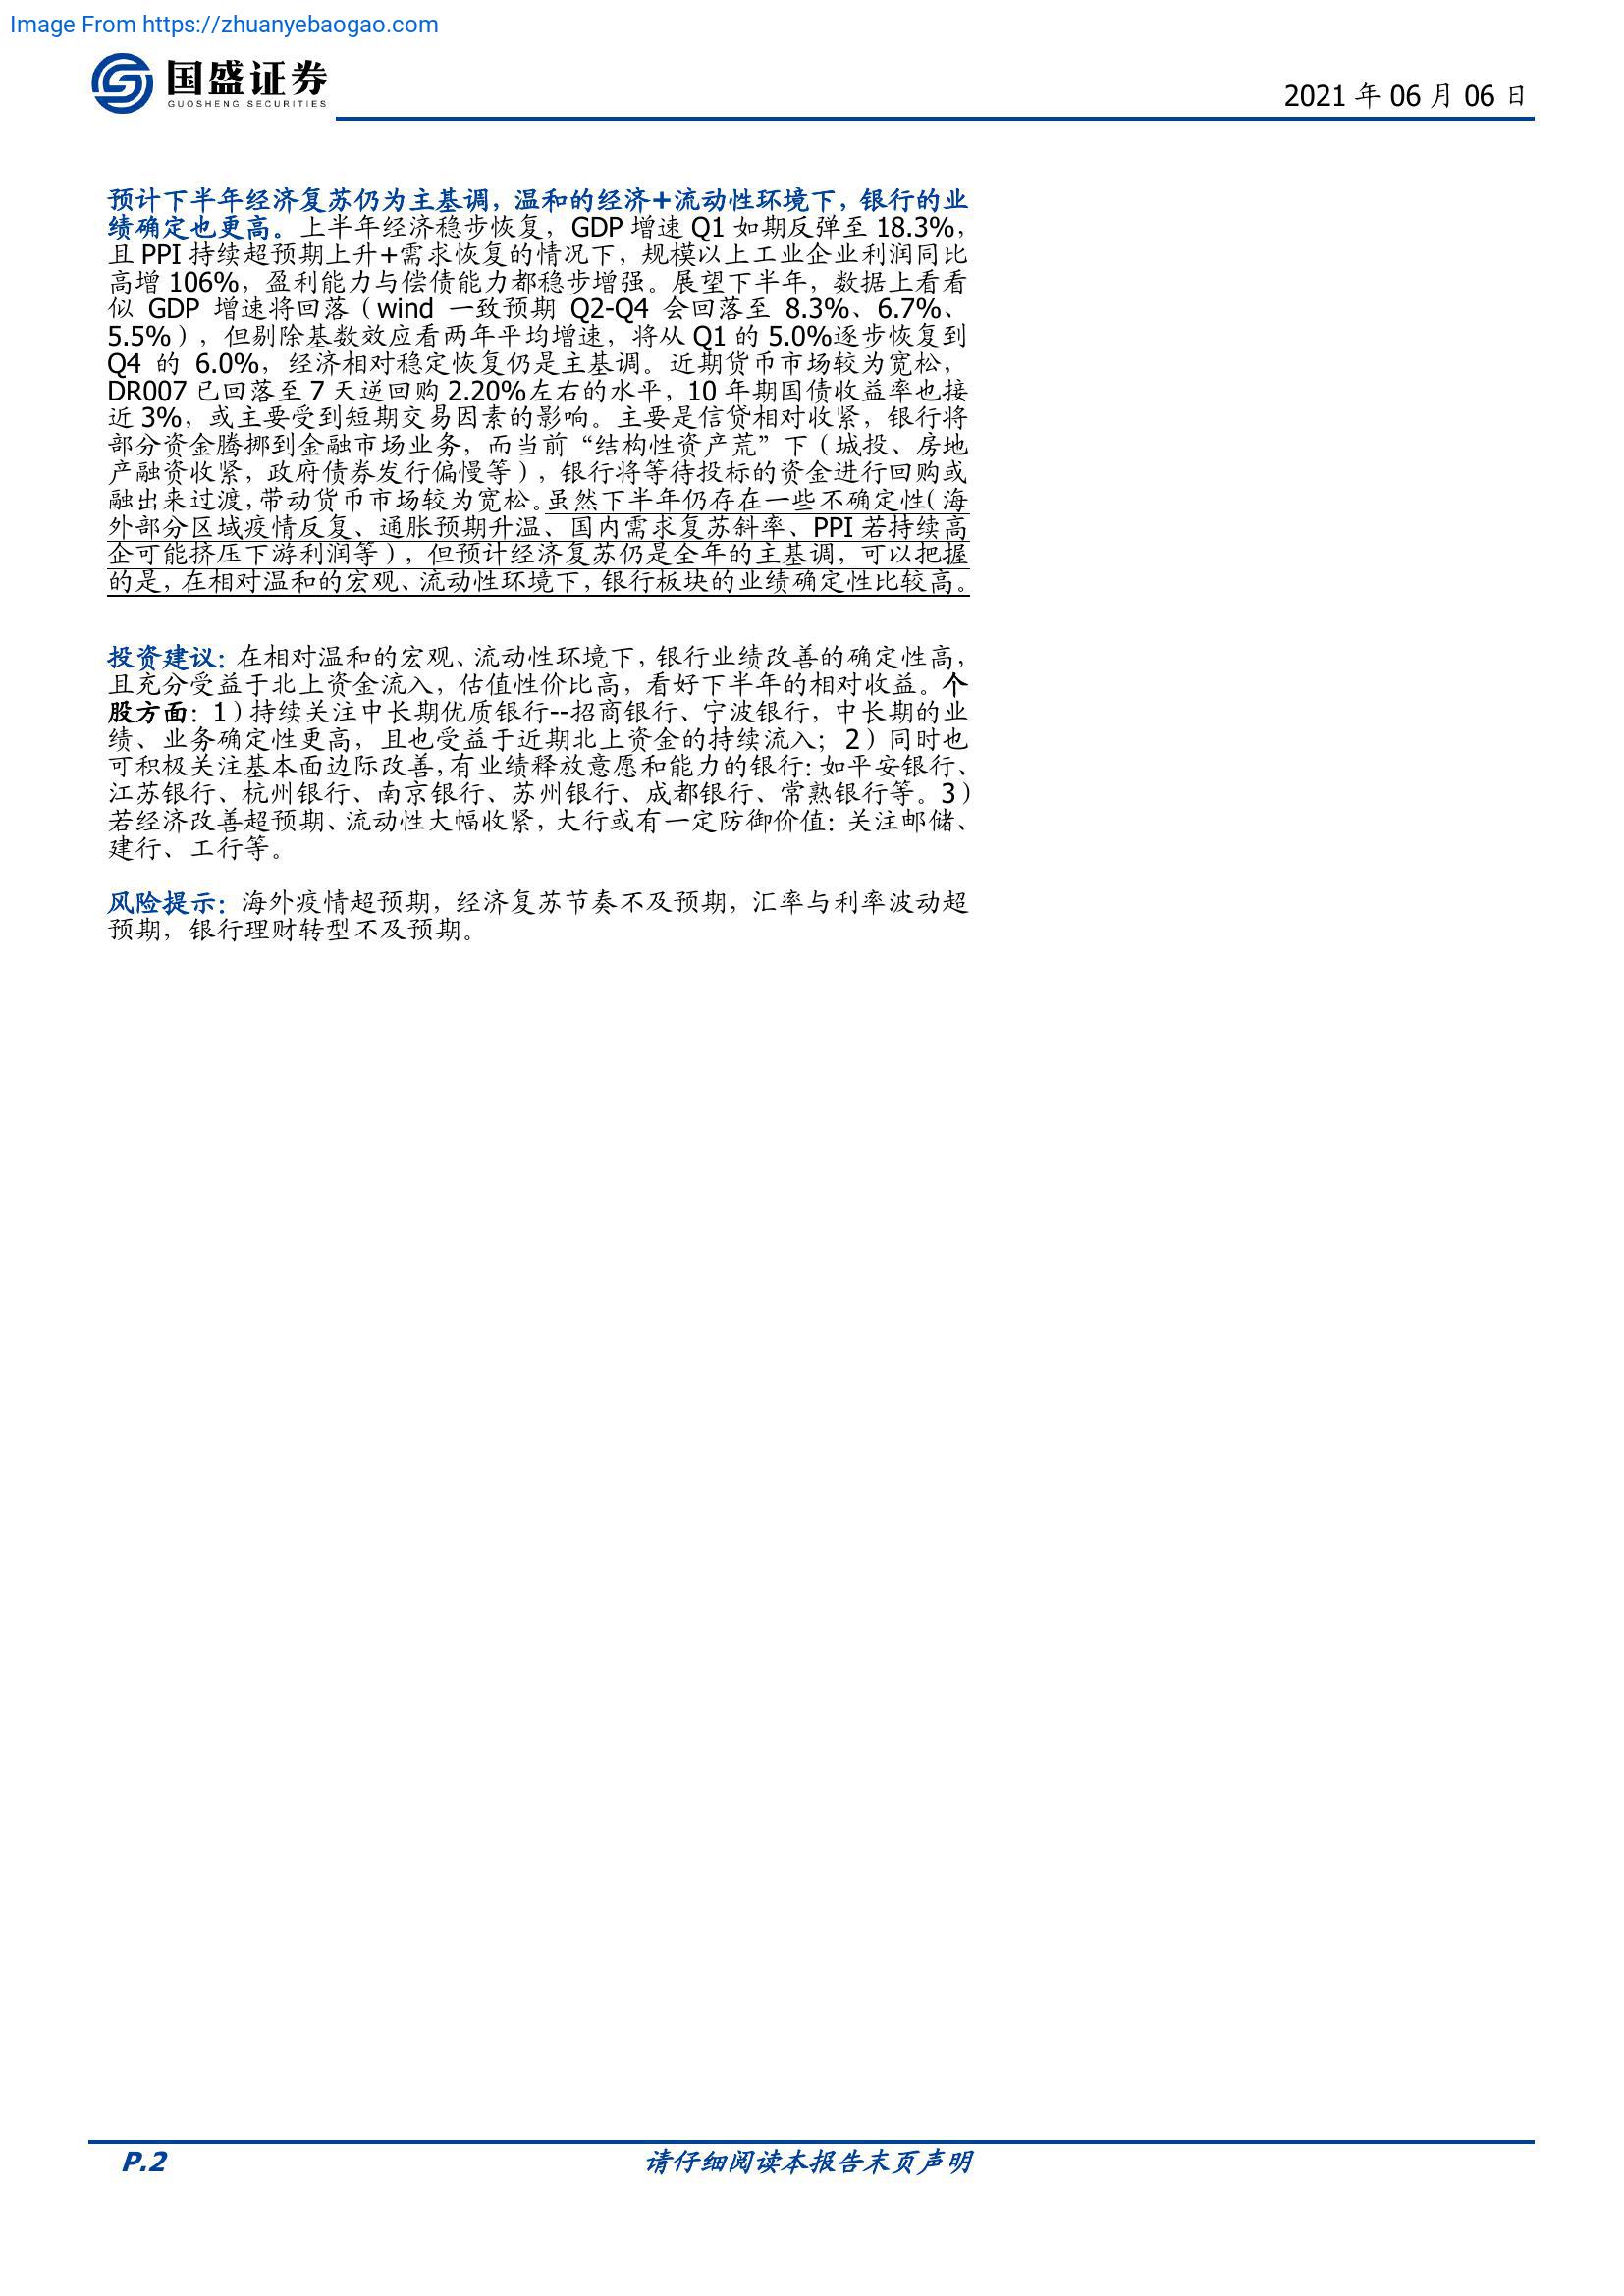 Image From https://zhuanyebaogao.com
国盛证券
GUOSHENG SECURITIES
2021 年 06 月 06 日
预计下半年经济复苏仍为主基调，温和的经济+流动性环境下，银行的业
绩确定也更高。上半年经济稳步恢复，GDP 增速 Q1 如期反弹至 18.3%，
且 PPI 持续超预期上升+需求恢复的情况下，规模以上工业企业利润同比
高增 106%，盈利能力与偿债能力都稳步增强。展望下半年，数据上看看
似 GDP 增速将回落（wind 一致预期 Q2-Q4 会回落至 8.3%、6.7%、
5.5%），但剔除基数效应看两年平均增速，将从 Q1 的 5.0%逐步恢复到
Q4 的 6.0%，经济相对稳定恢复仍是主基调。近期货币市场较为宽松，
DR007 已回落至 7 天逆回购 2.20%左右的水平，10 年期国债收益率也接
近 3%，或主要受到短期交易因素的影响。主要是信贷相对收紧，银行将
部分资金腾挪到金融市场业务，而当前“结构性资产荒”下（城投、房地
产融资收紧，政府债券发行偏慢等），银行将等待投标的资金进行回购或
融出来过渡，带动货币市场较为宽松。虽然下半年仍存在一些不确定性（海
外部分区域疫情反复、通胀预期升温、国内需求复苏斜率、PPI 若持续高
企可能挤压下游利润等），但预计经济复苏仍是全年的主基调，可以把握
的是，在相对温和的宏观、流动性环境下，银行板块的业绩确定性比较高。
投资建议：在相对温和的宏观、流动性环境下，银行业绩改善的确定性高，
且充分受益于北上资金流入，估值性价比高，看好下半年的相对收益。个
股方面：1）持续关注中长期优质银行--招商银行、宁波银行，中长期的业
绩、业务确定性更高，且也受益于近期北上资金的持续流入；2）同时也
可积极关注基本面边际改善，有业绩释放意愿和能力的银行：如平安银行、
江苏银行、杭州银行、南京银行、苏州银行、成都银行、常熟银行等。3）
若经济改善超预期、流动性大幅收紧，大行或有一定防御价值：关注邮储、
建行、工行等。
风险提示：海外疫情超预期，经济复苏节奏不及预期，汇率与利率波动超
预期，银行理财转型不及预期。
P.2
请仔细阅读本报告末页声明